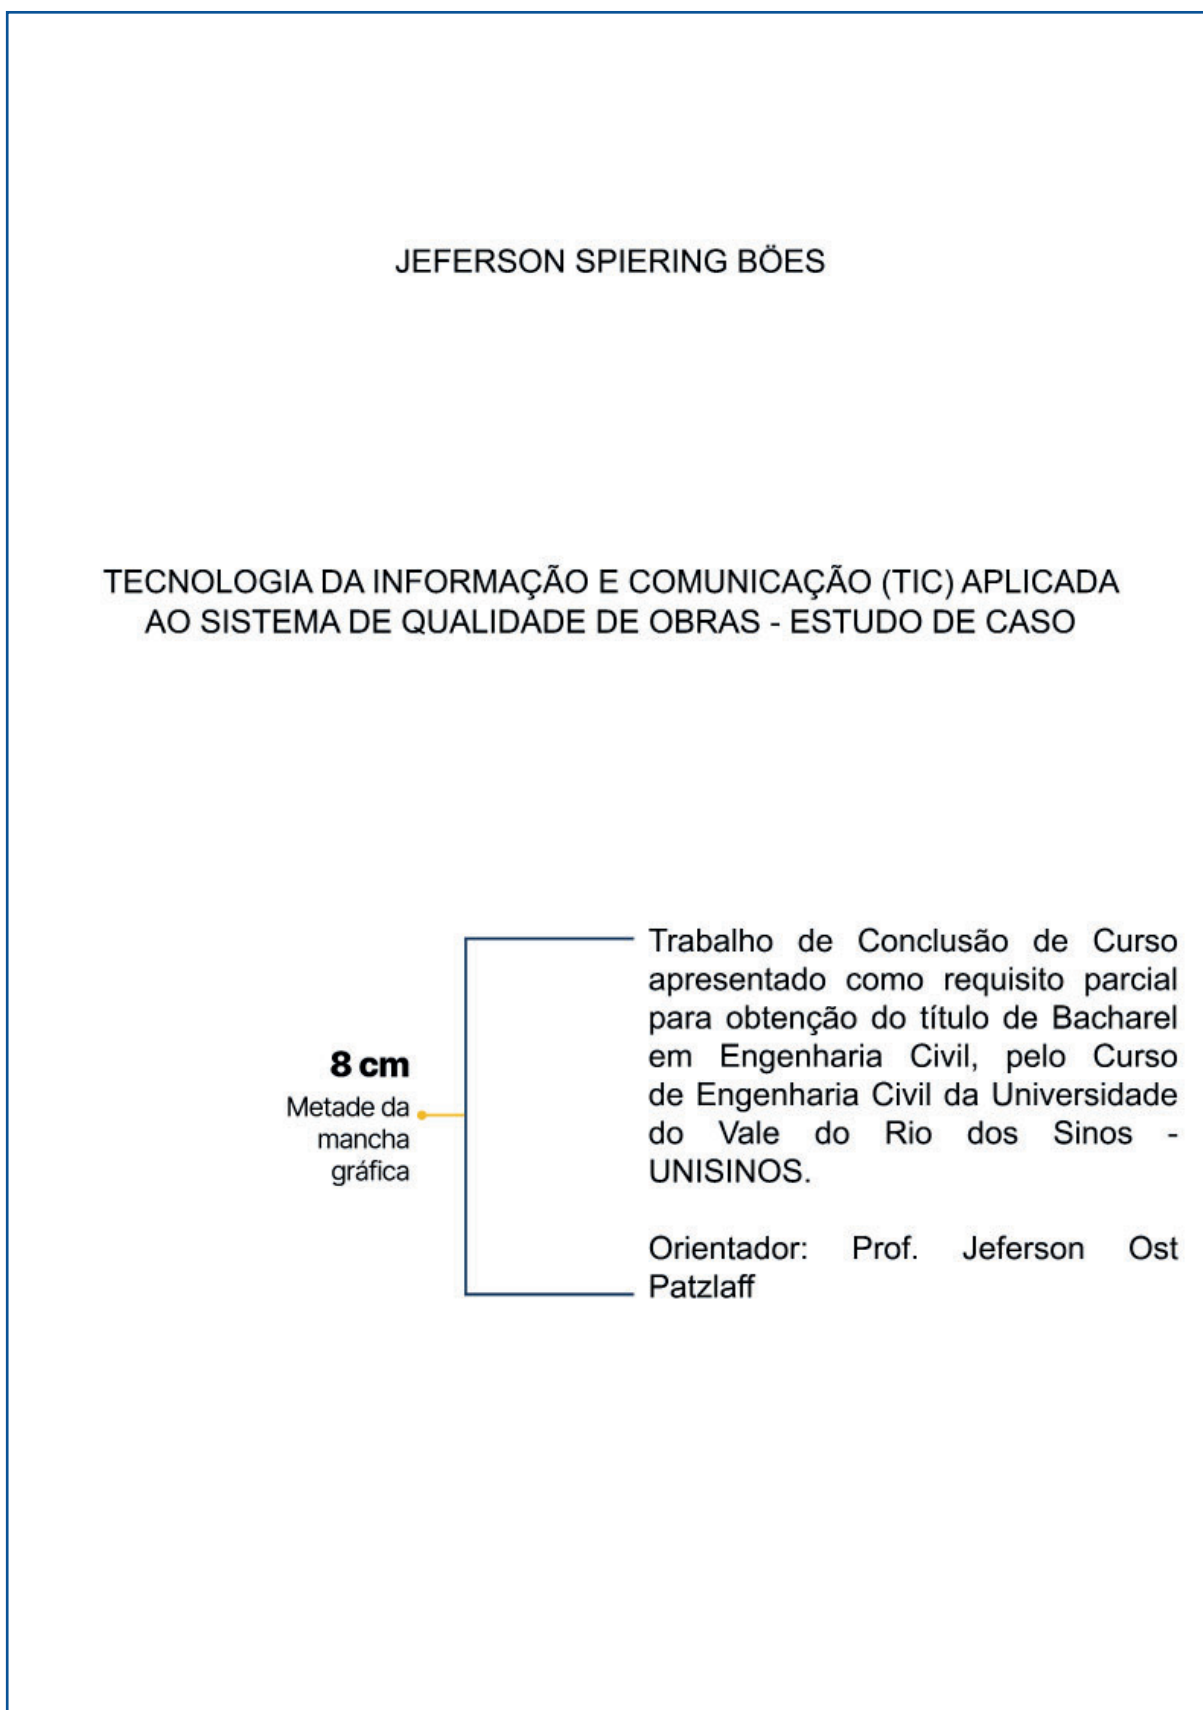 JEFERSON SPIERING BÖES
TECNOLOGIA DA INFORMAÇÃO E COMUNICAÇÃO (TIC) APLICADA
AO SISTEMA DE QUALIDADE DE OBRAS - ESTUDO DE CASO
Trabalho de Conclusão de Curso
apresentado como requisito parcial
para obtenção do título de Bacharel
em Engenharia Civil, pelo Curso
de Engenharia Civil da Universidade
do Vale do Rio dos Sinos -
UNISINOS.
Orientador: Prof. Jeferson Ost
Patzlaff
8 cm
Metade da
mancha
gráfica